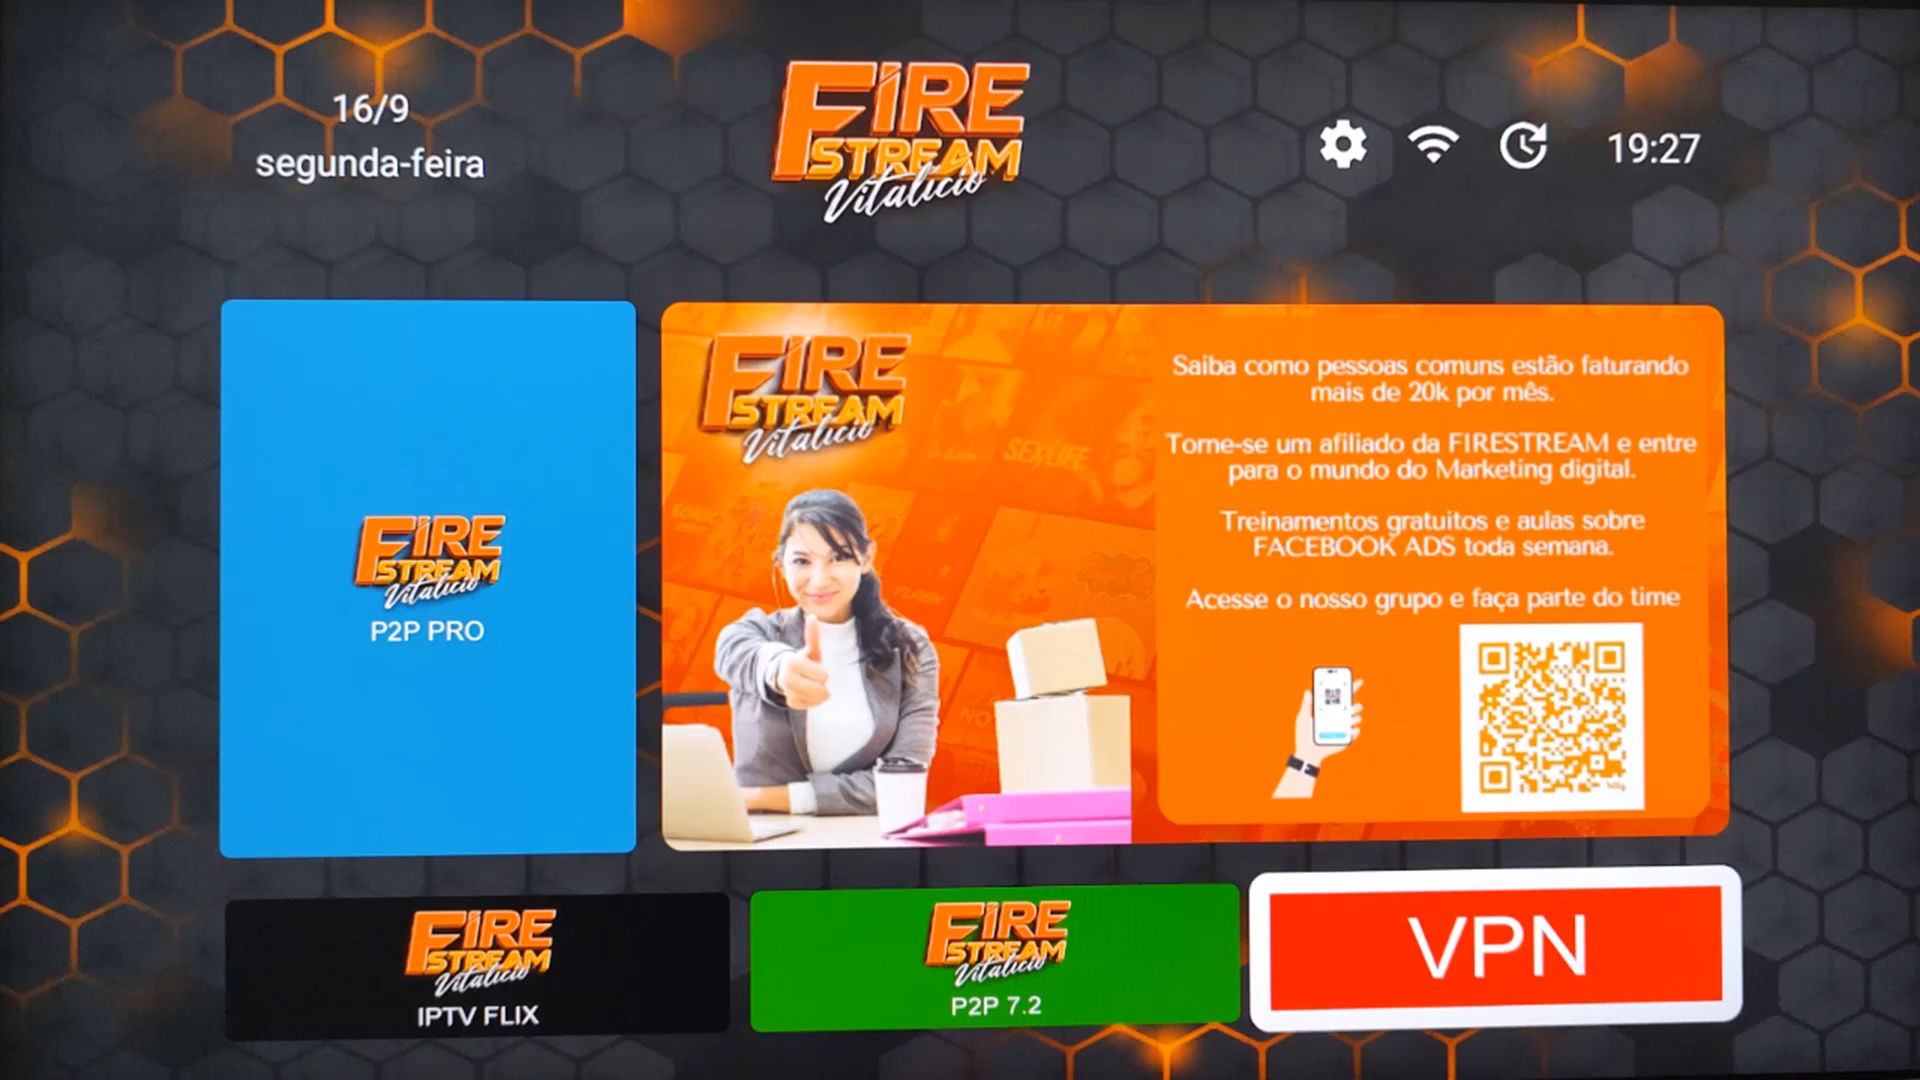 16/9
segunda-feira
FIRE
STREAM
Vitalício
19:27
FIRE
STREAM
Vitalício
P2P PRO
FIRE
STREAM
Vitalício
SEX/LIFE
FLASH
Saiba como pessoas comuns estão faturando
mais de 20k por mês.
Torne-se um afiliado da FIRESTREAM e entre
para o mundo do Marketing digital.
Treinamentos gratuitos e aulas sobre
FACEBOOK ADS toda semana.
Acesse o nosso grupo e faça parte do time
FIRE
STREAM
Vitalício
IPTV FLIX
FIRE
STREAM
Vitalício
P2P 7.2
VPN